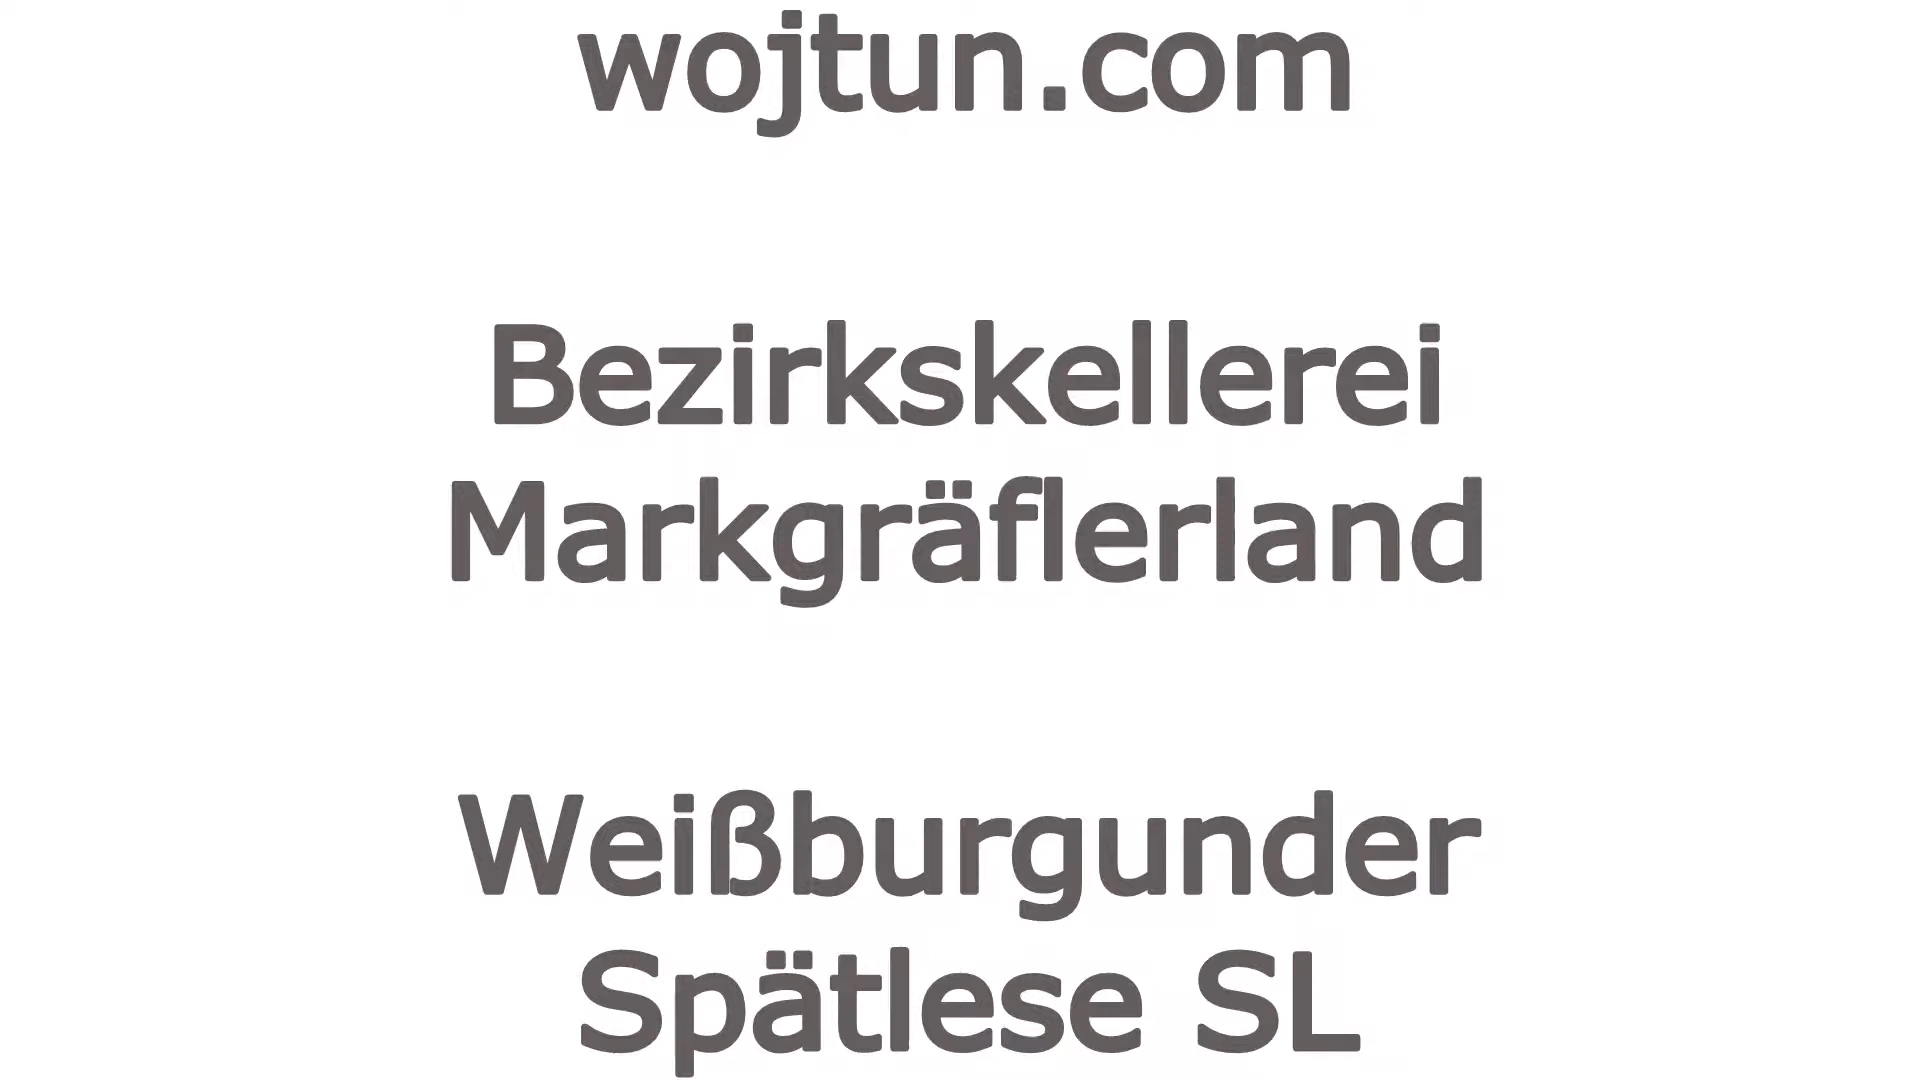 wojtun.com
Bezirkskellerei
Markgräflerland
Weißburgunder
Spätlese SL